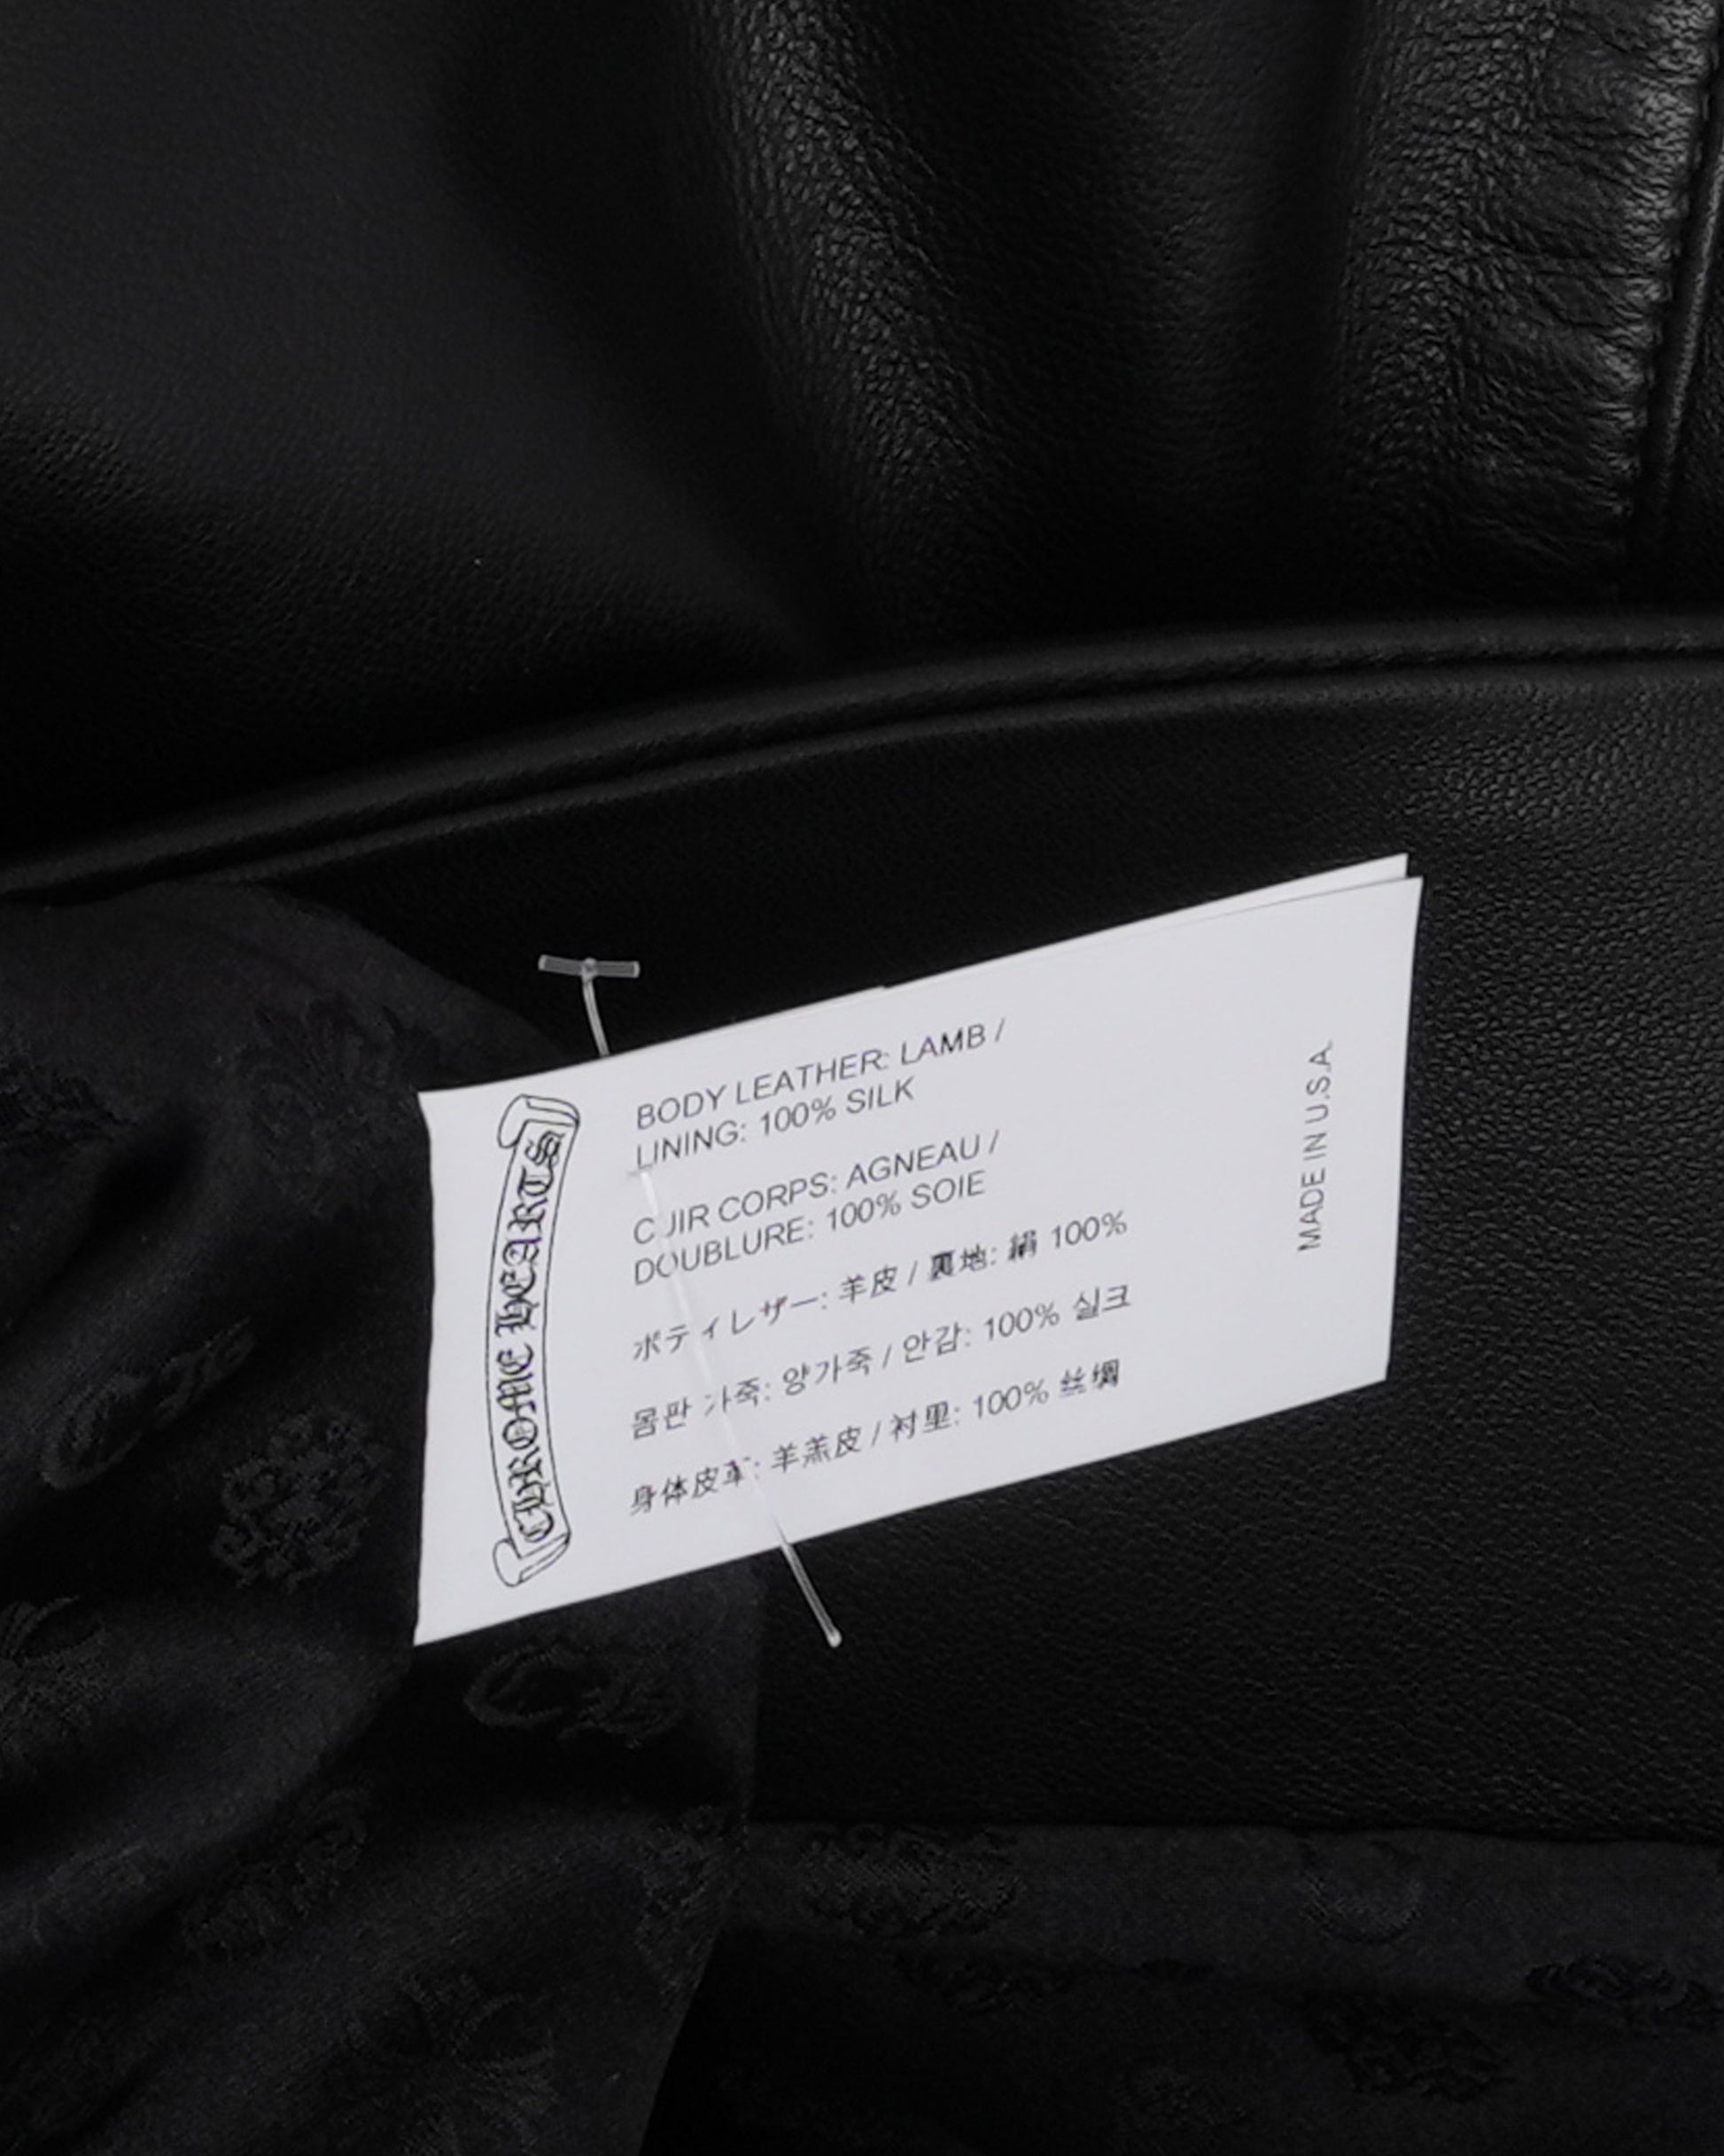 CHROME HEARTS
BODY LEATHER: LAMB /
LINING: 100% SILK
CUIR CORPS: AGNEAU /
DOUBLURE: 100% SOIE
ボディレザー: 羊皮 / 裏地: 絹 100%
몸판 가죽: 양가죽 / 안감: 100% 실크
身体皮革: 羊羔皮 / 衬里: 100% 丝绸
MADE IN U.S.A.